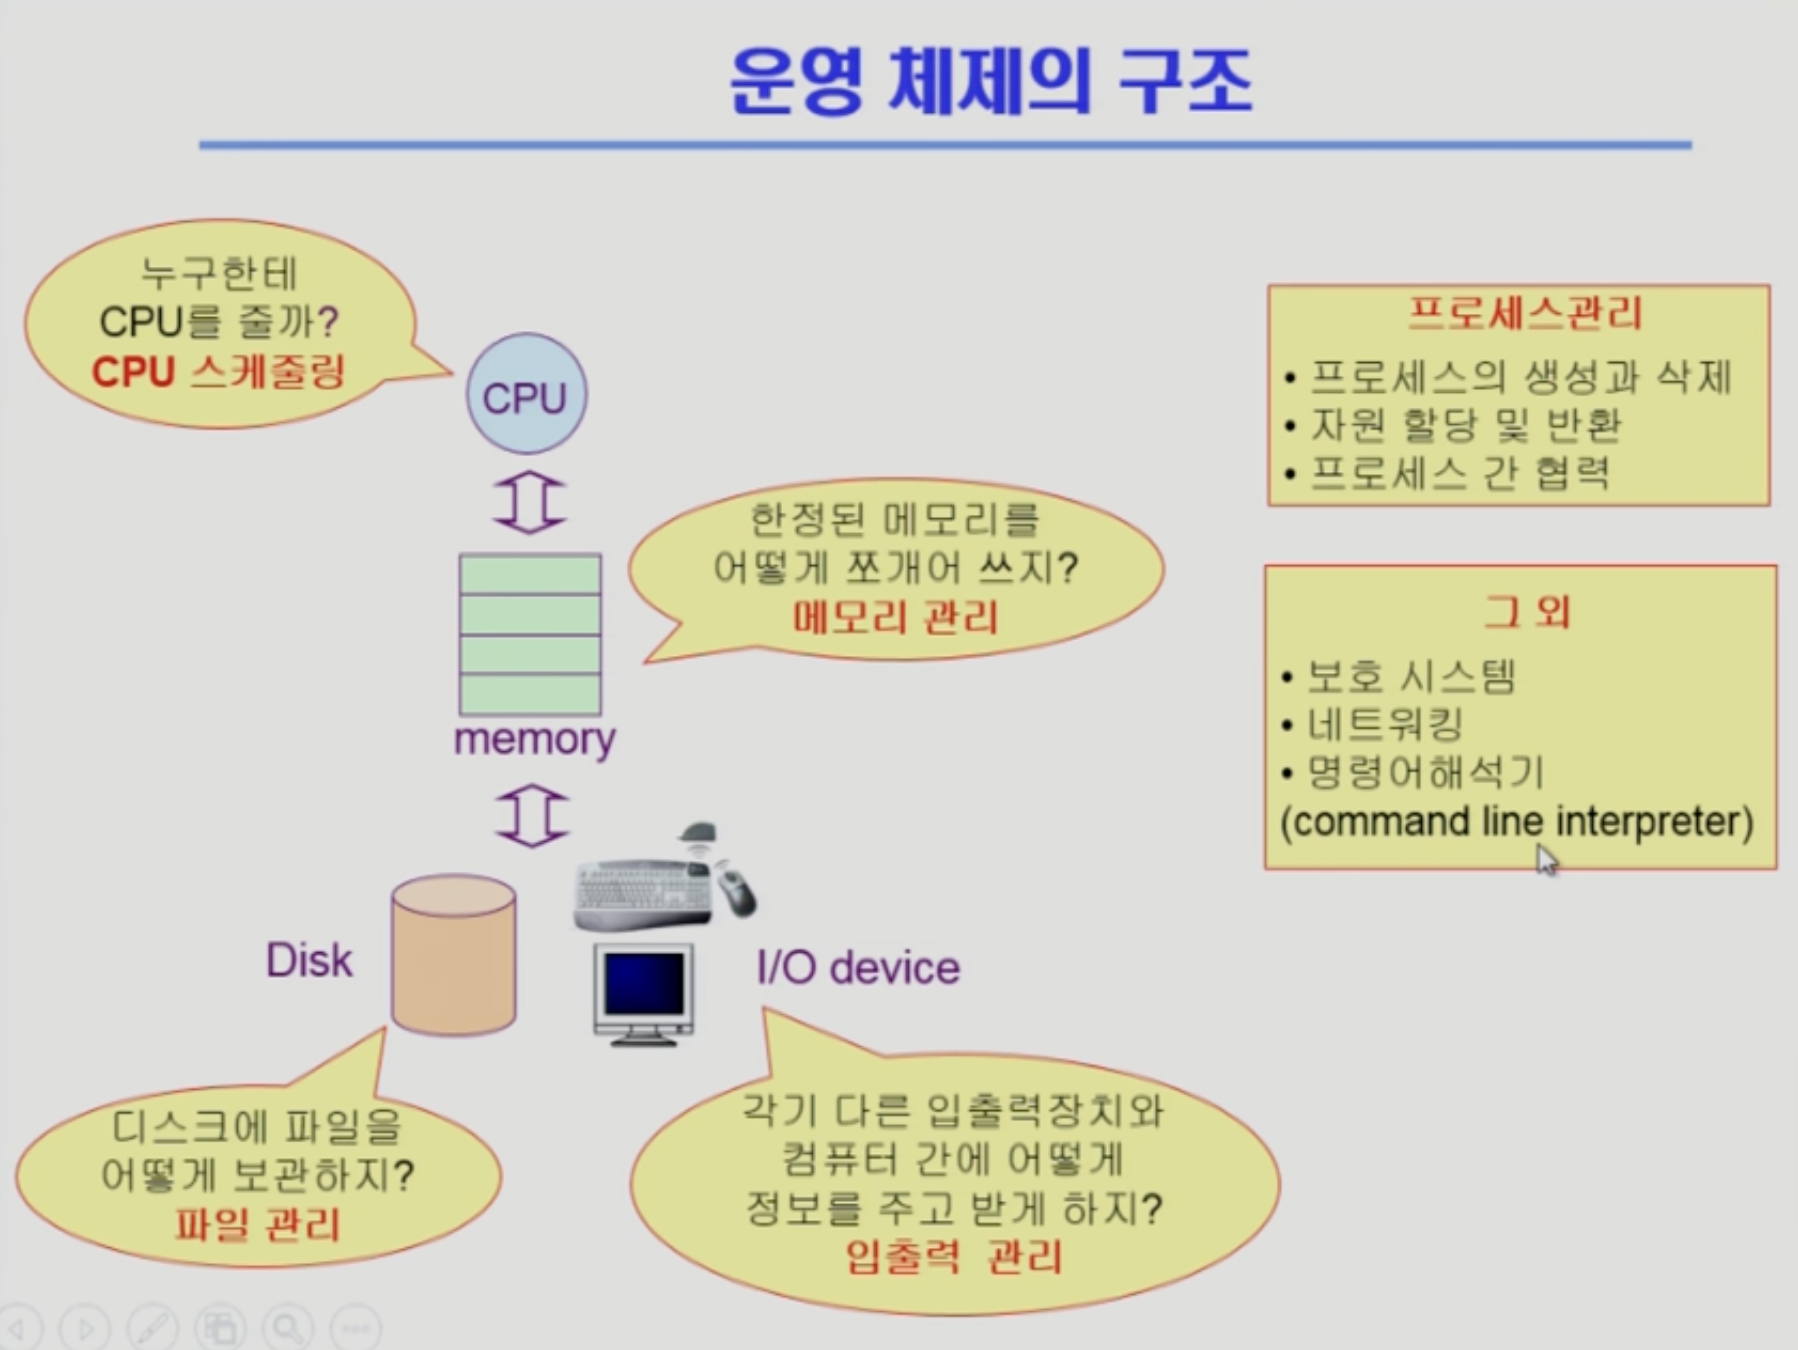 운영 체제의 구조
누구한테
CPU를 줄까?
CPU 스케줄링
CPU
한정된 메모리를
어떻게 쪼개어 쓰지?
메모리 관리
memory
Disk
I/O device
디스크에 파일을
어떻게 보관하지?
파일 관리
각기 다른 입출력장치와
컴퓨터 간에 어떻게
정보를 주고 받게 하지?
입출력 관리
프로세스관리
• 프로세스의 생성과 삭제
• 자원 할당 및 반환
• 프로세스 간 협력
그 외
• 보호 시스템
• 네트워킹
• 명령어해석기
(command line interpreter)